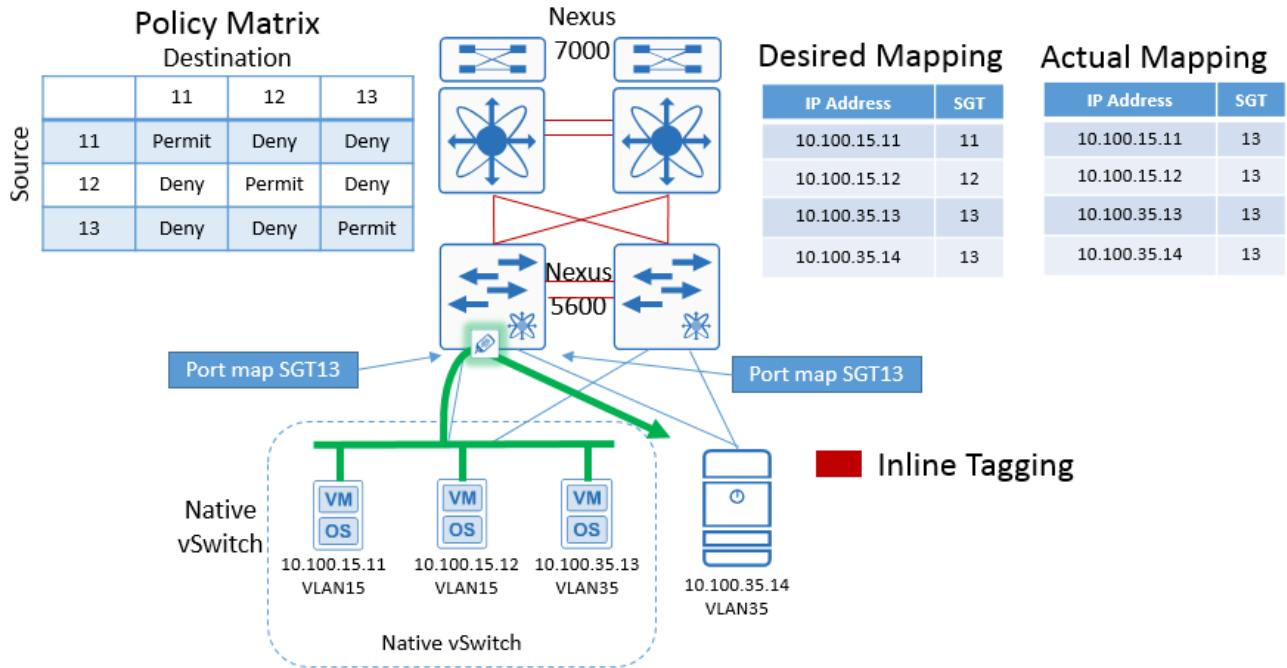 Policy Matrix
Destination
Source
11 12 13
11 Permit Deny Deny
12 Deny Permit Deny
13 Deny Deny Permit
Nexus
7000
Desired Mapping
IP Address SGT
10.100.15.11 11
10.100.15.12 12
10.100.35.13 13
10.100.35.14 13
Actual Mapping
IP Address SGT
10.100.15.11 13
10.100.15.12 13
10.100.35.13 13
10.100.35.14 13
Nexus
5600
Port map SGT13
Port map SGT13
Inline Tagging
Native
vSwitch
VM
OS
10.100.15.11
VLAN15
VM
OS
10.100.15.12
VLAN15
VM
OS
10.100.35.13
VLAN35
10.100.35.14
VLAN35
Native vSwitch